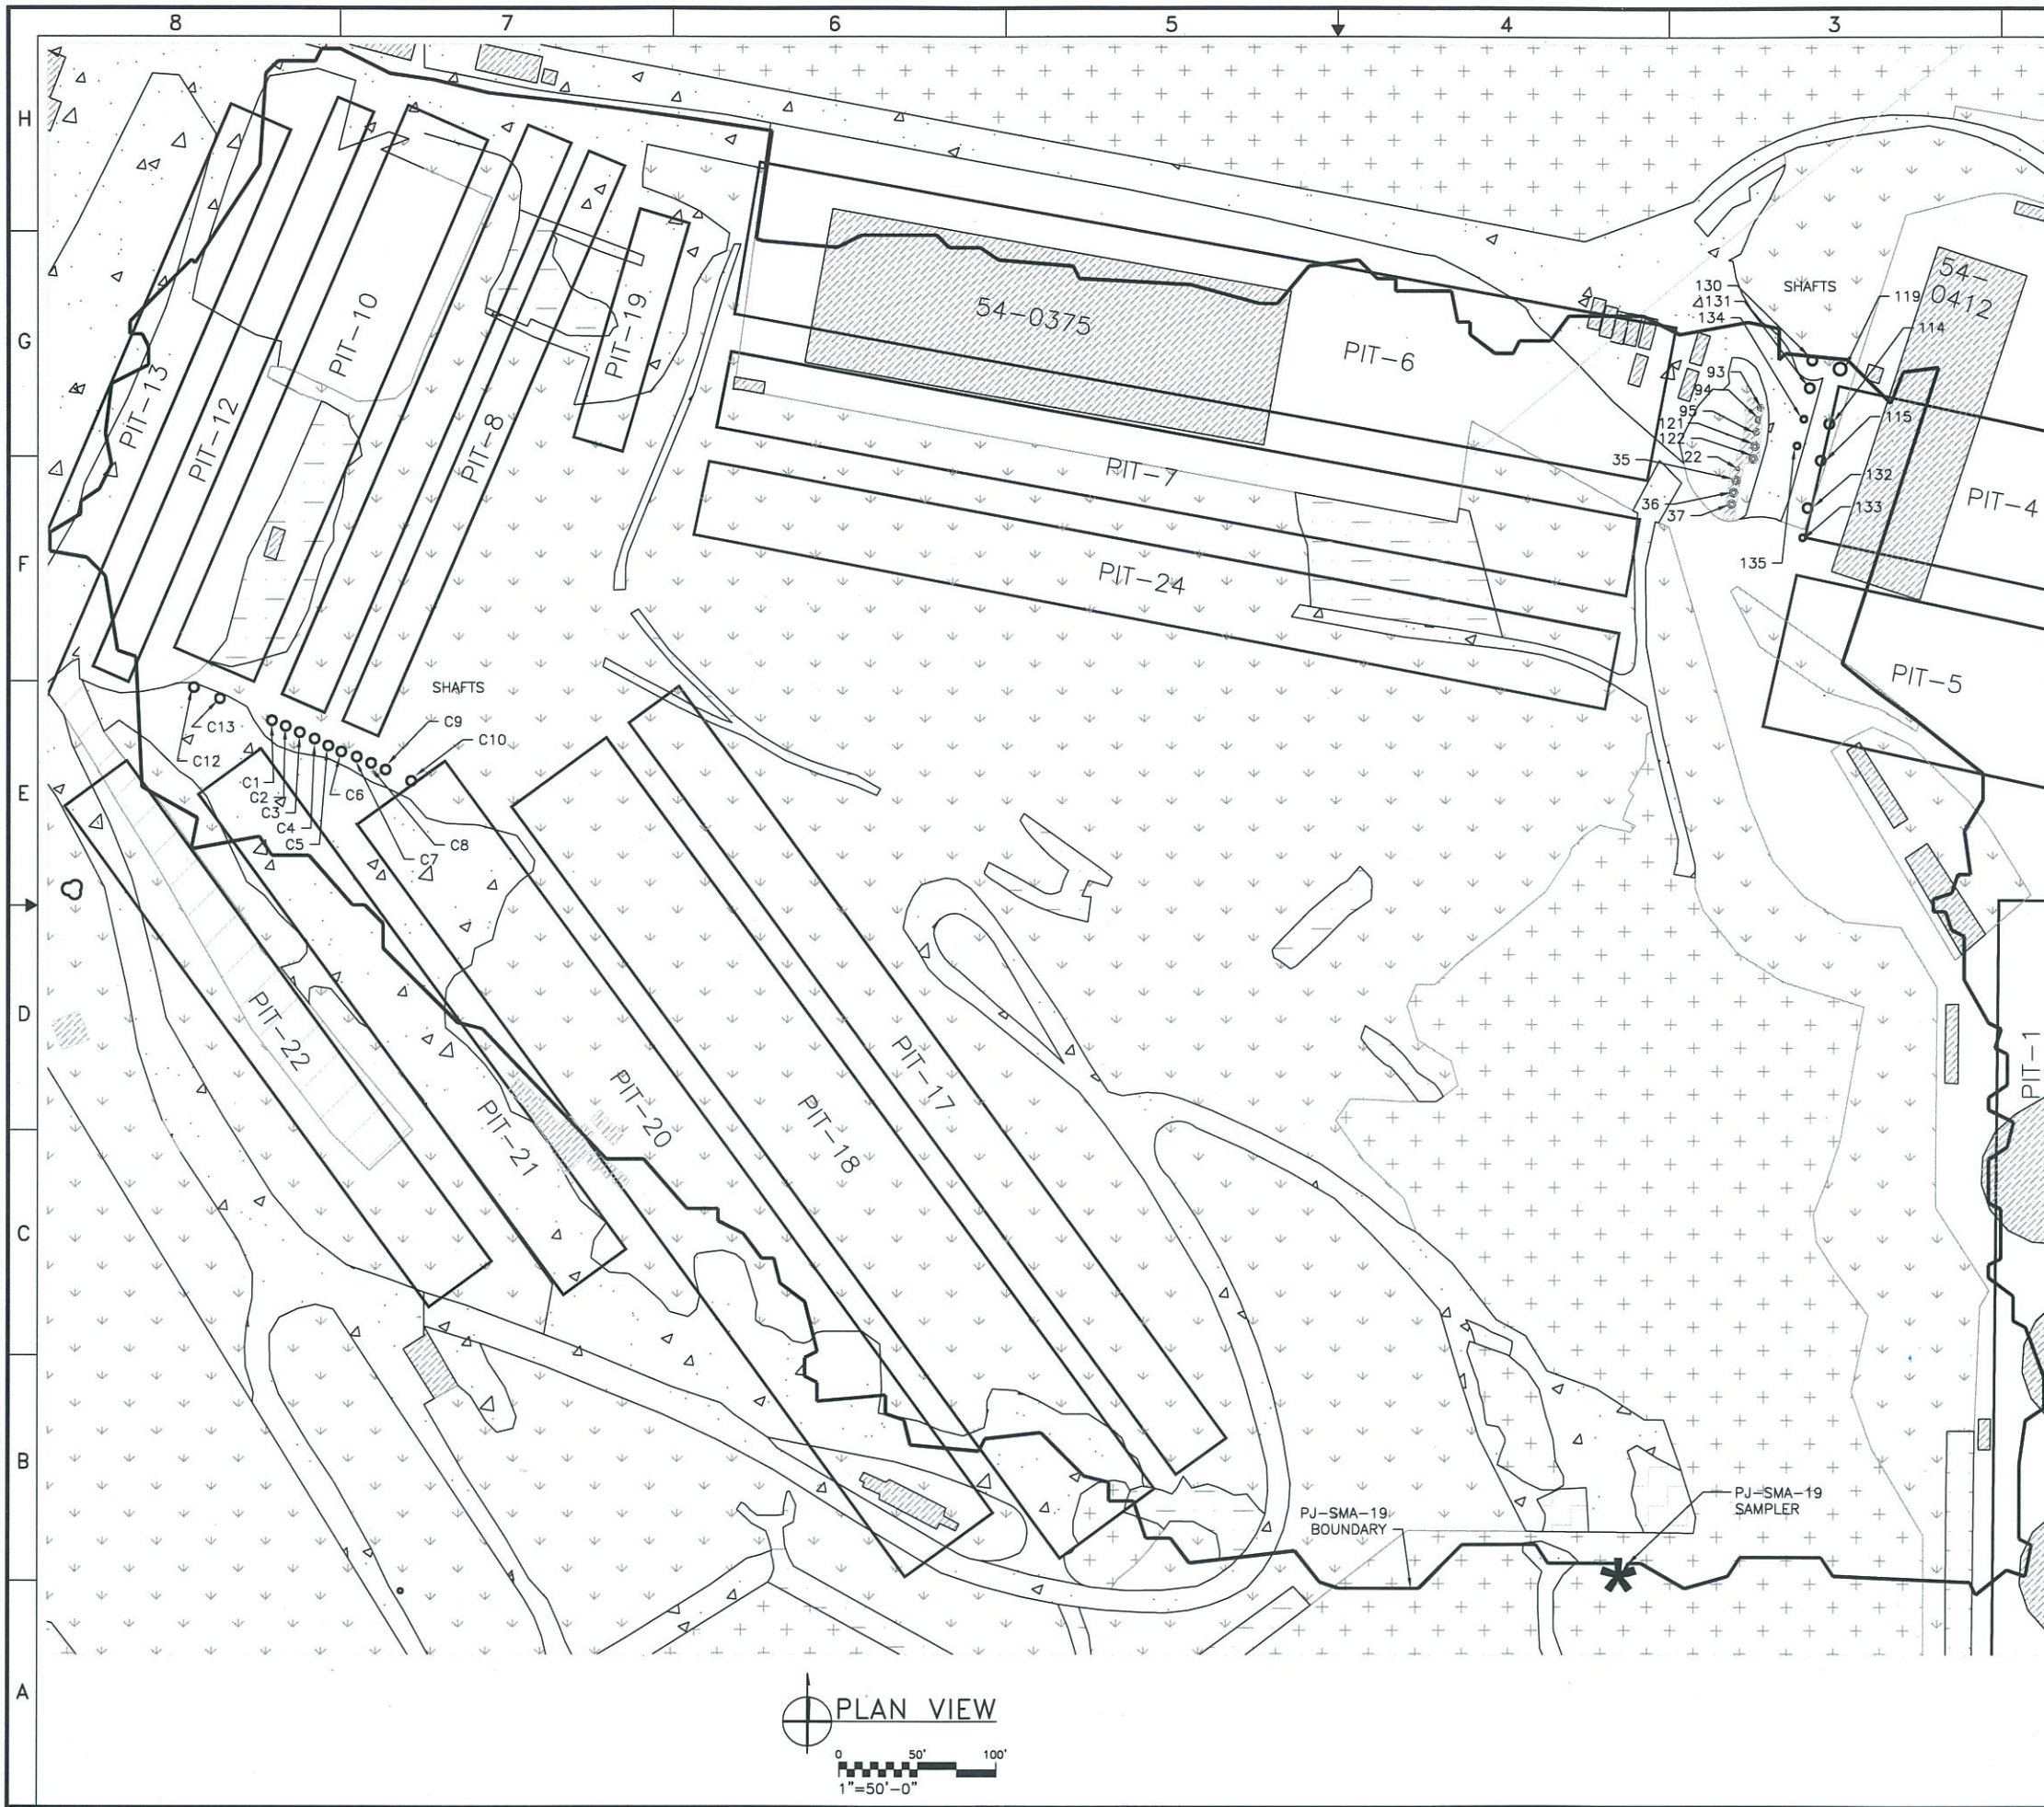 8 7 6 5 4 3
H
G
F
E
D
C
B
A
54-0375
PIT-6
PIT-19
PIT-10
PIT-13
PIT-12
PIT-8
PIT-7
PIT-24
130
131
134
SHAFTS
119
114
54-
0412
93
94
95
121
122
22
35
36
37
115
132
133
135
PIT-4
PIT-5
SHAFTS
C9
C10
C13
C12
C1
C2
C3
C4
C5
C6
C7
C8
PIT-22
PIT-21
PIT-20
PIT-18
PIT-17
PIT-1
PJ-SMA-19
BOUNDARY
PJ-SMA-19
SAMPLER
PLAN VIEW
0 50' 100'
1"=50'-0"